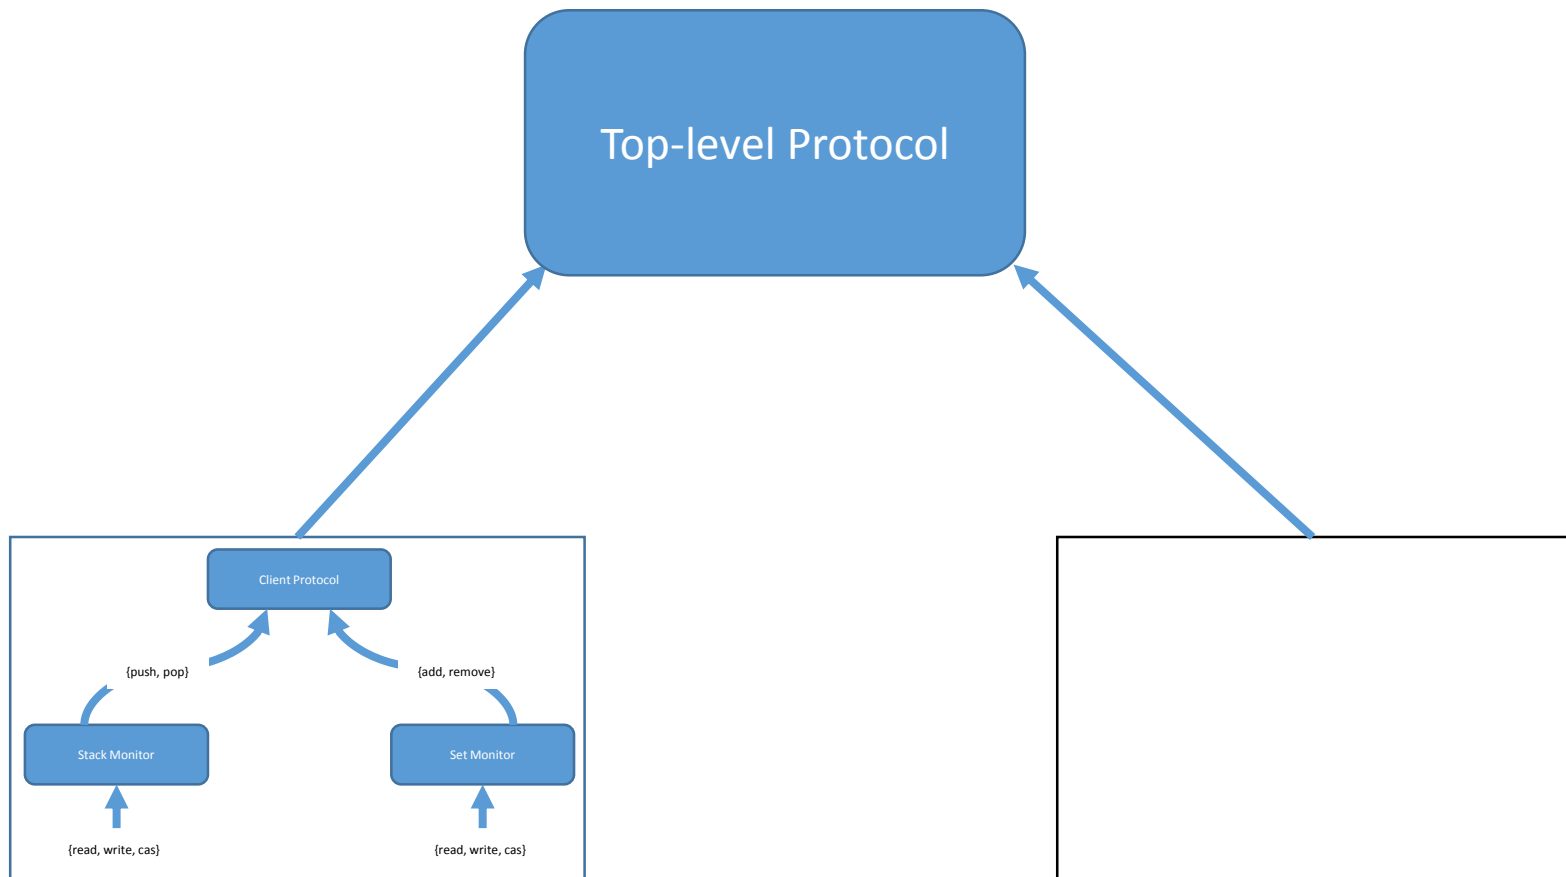 Top-level Protocol
Client Protocol
{push, pop}
{add, remove}
Stack Monitor
Set Monitor
{read, write, cas}
{read, write, cas}